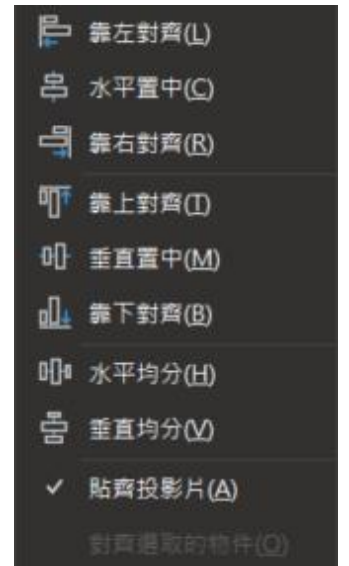 靠左對齊(L)
水平置中(C)
靠右對齊(R)
靠上對齊(T)
垂直置中(M)
靠下對齊(B)
水平均分(H)
垂直均分(V)
貼齊投影片(A)
對齊選取的物件(O)